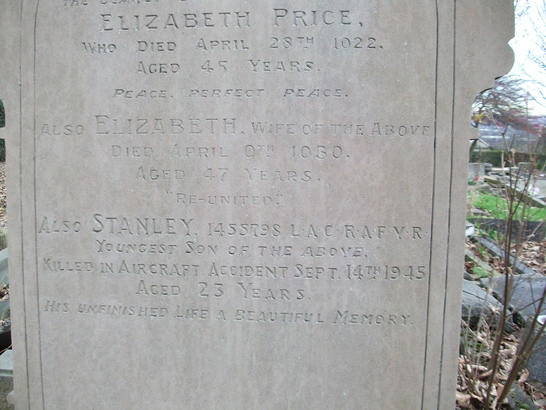 ELIZABETH PRICE,
WHO DIED APRIL 28TH 1922.
AGED 45 YEARS.
PEACE, PERFECT PEACE.
ALSO ELIZABETH, WIFE OF THE ABOVE
DIED APRIL 9TH 1930.
AGED 47 YEARS.
"RE-UNITED."
ALSO STANLEY, 1455798 L.A.C. R.A.F.V.R.
YOUNGEST SON OF THE ABOVE,
KILLED IN AIRCRAFT ACCIDENT SEPT. 14TH 1945
AGED 23 YEARS.
HIS UNFINISHED LIFE A BEAUTIFUL MEMORY.